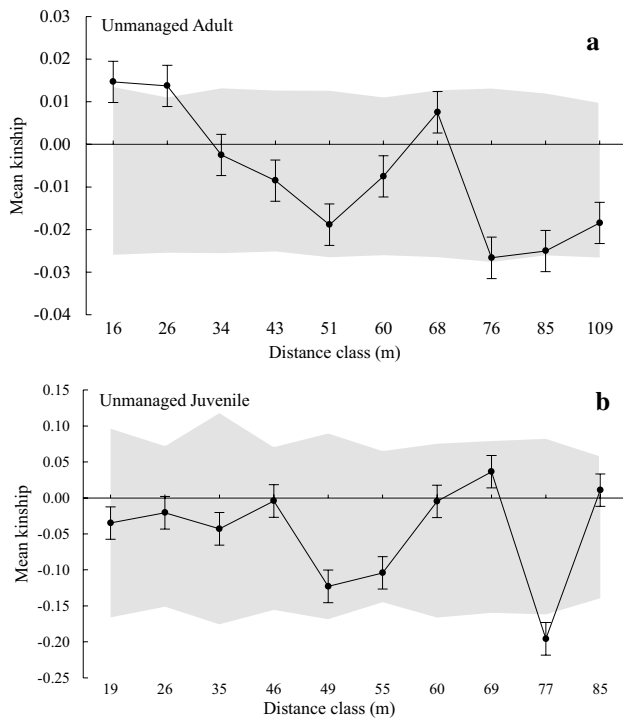 Unmanaged Adult
a
0.03
0.02
0.01
0.00
-0.01
-0.02
-0.03
-0.04
Mean kinship
16 26 34 43 51 60 68 76 85 109
Distance class (m)
Unmanaged Juvenile
b
0.15
0.10
0.05
0.00
-0.05
-0.10
-0.15
-0.20
-0.25
Mean kinship
19 26 35 46 49 55 60 69 77 85
Distance class (m)